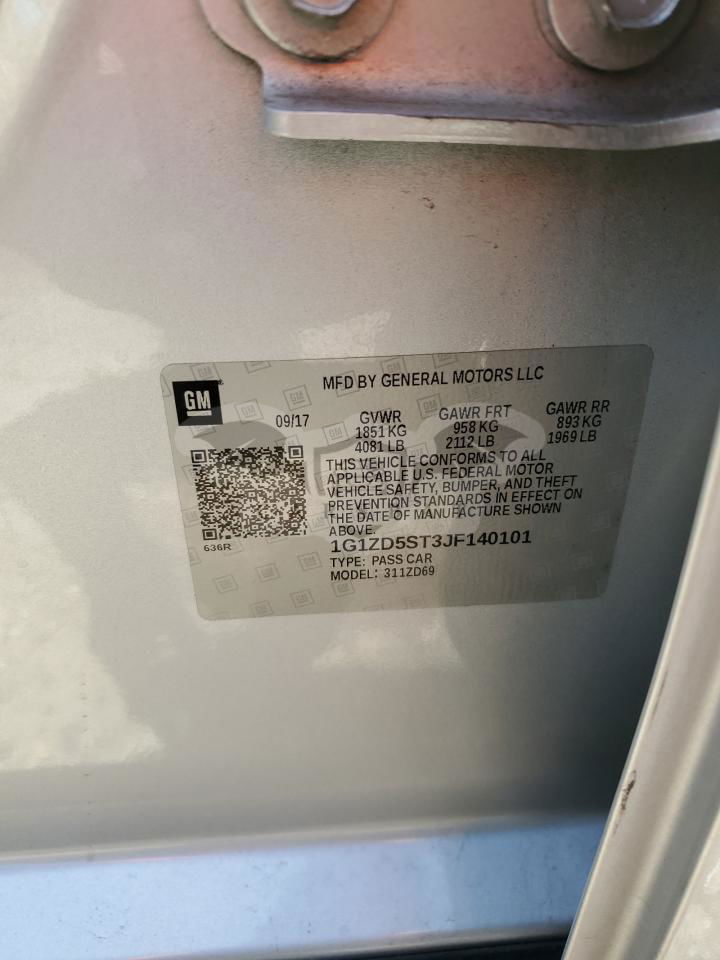 GM
MFD BY GENERAL MOTORS LLC
09/17 GVWR GAWR FRT GAWR RR
1851 KG 958 KG 893 KG
4081 LB 2112 LB 1969 LB
THIS VEHICLE CONFORMS TO ALL
APPLICABLE U.S. FEDERAL MOTOR
VEHICLE SAFETY, BUMPER, AND THEFT
PREVENTION STANDARDS IN EFFECT ON
THE DATE OF MANUFACTURE SHOWN
ABOVE.
636R
1G1ZD5ST3JF140101
TYPE: PASS CAR
MODEL: 311ZD69